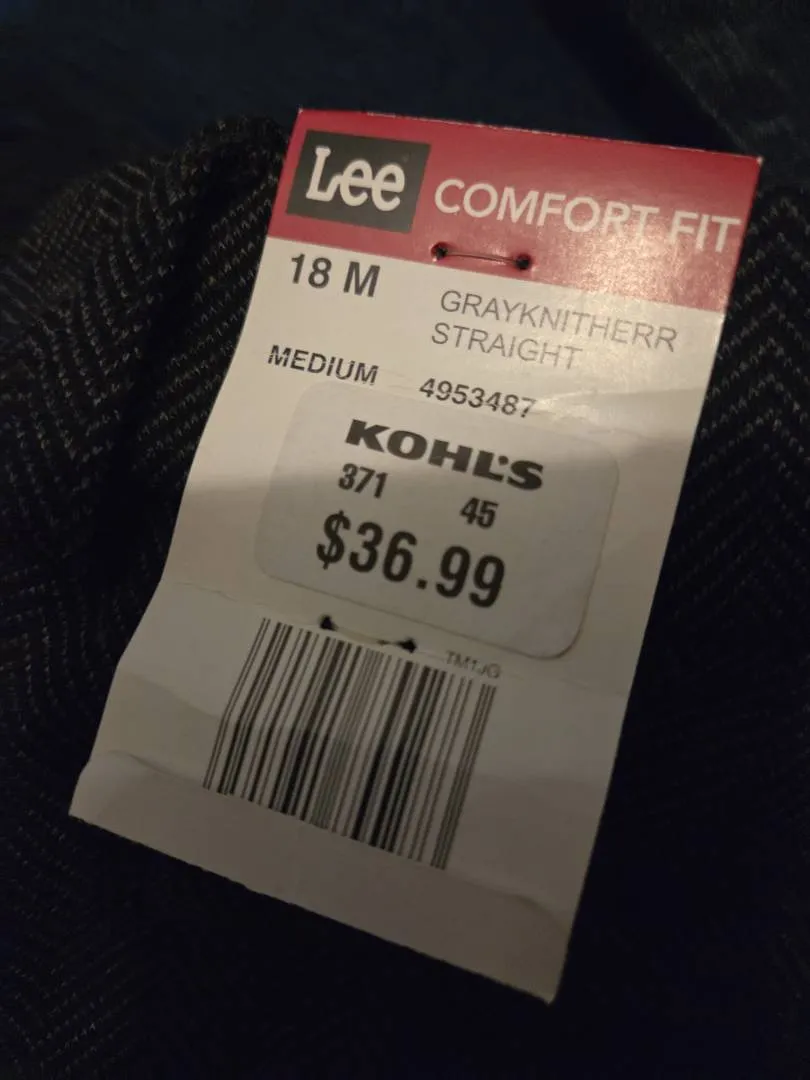 Lee COMFORT FIT
18 M
GRAYKNITHERR
STRAIGHT
MEDIUM 4953487
KOHL'S
371 45
$36.99
TM1JG